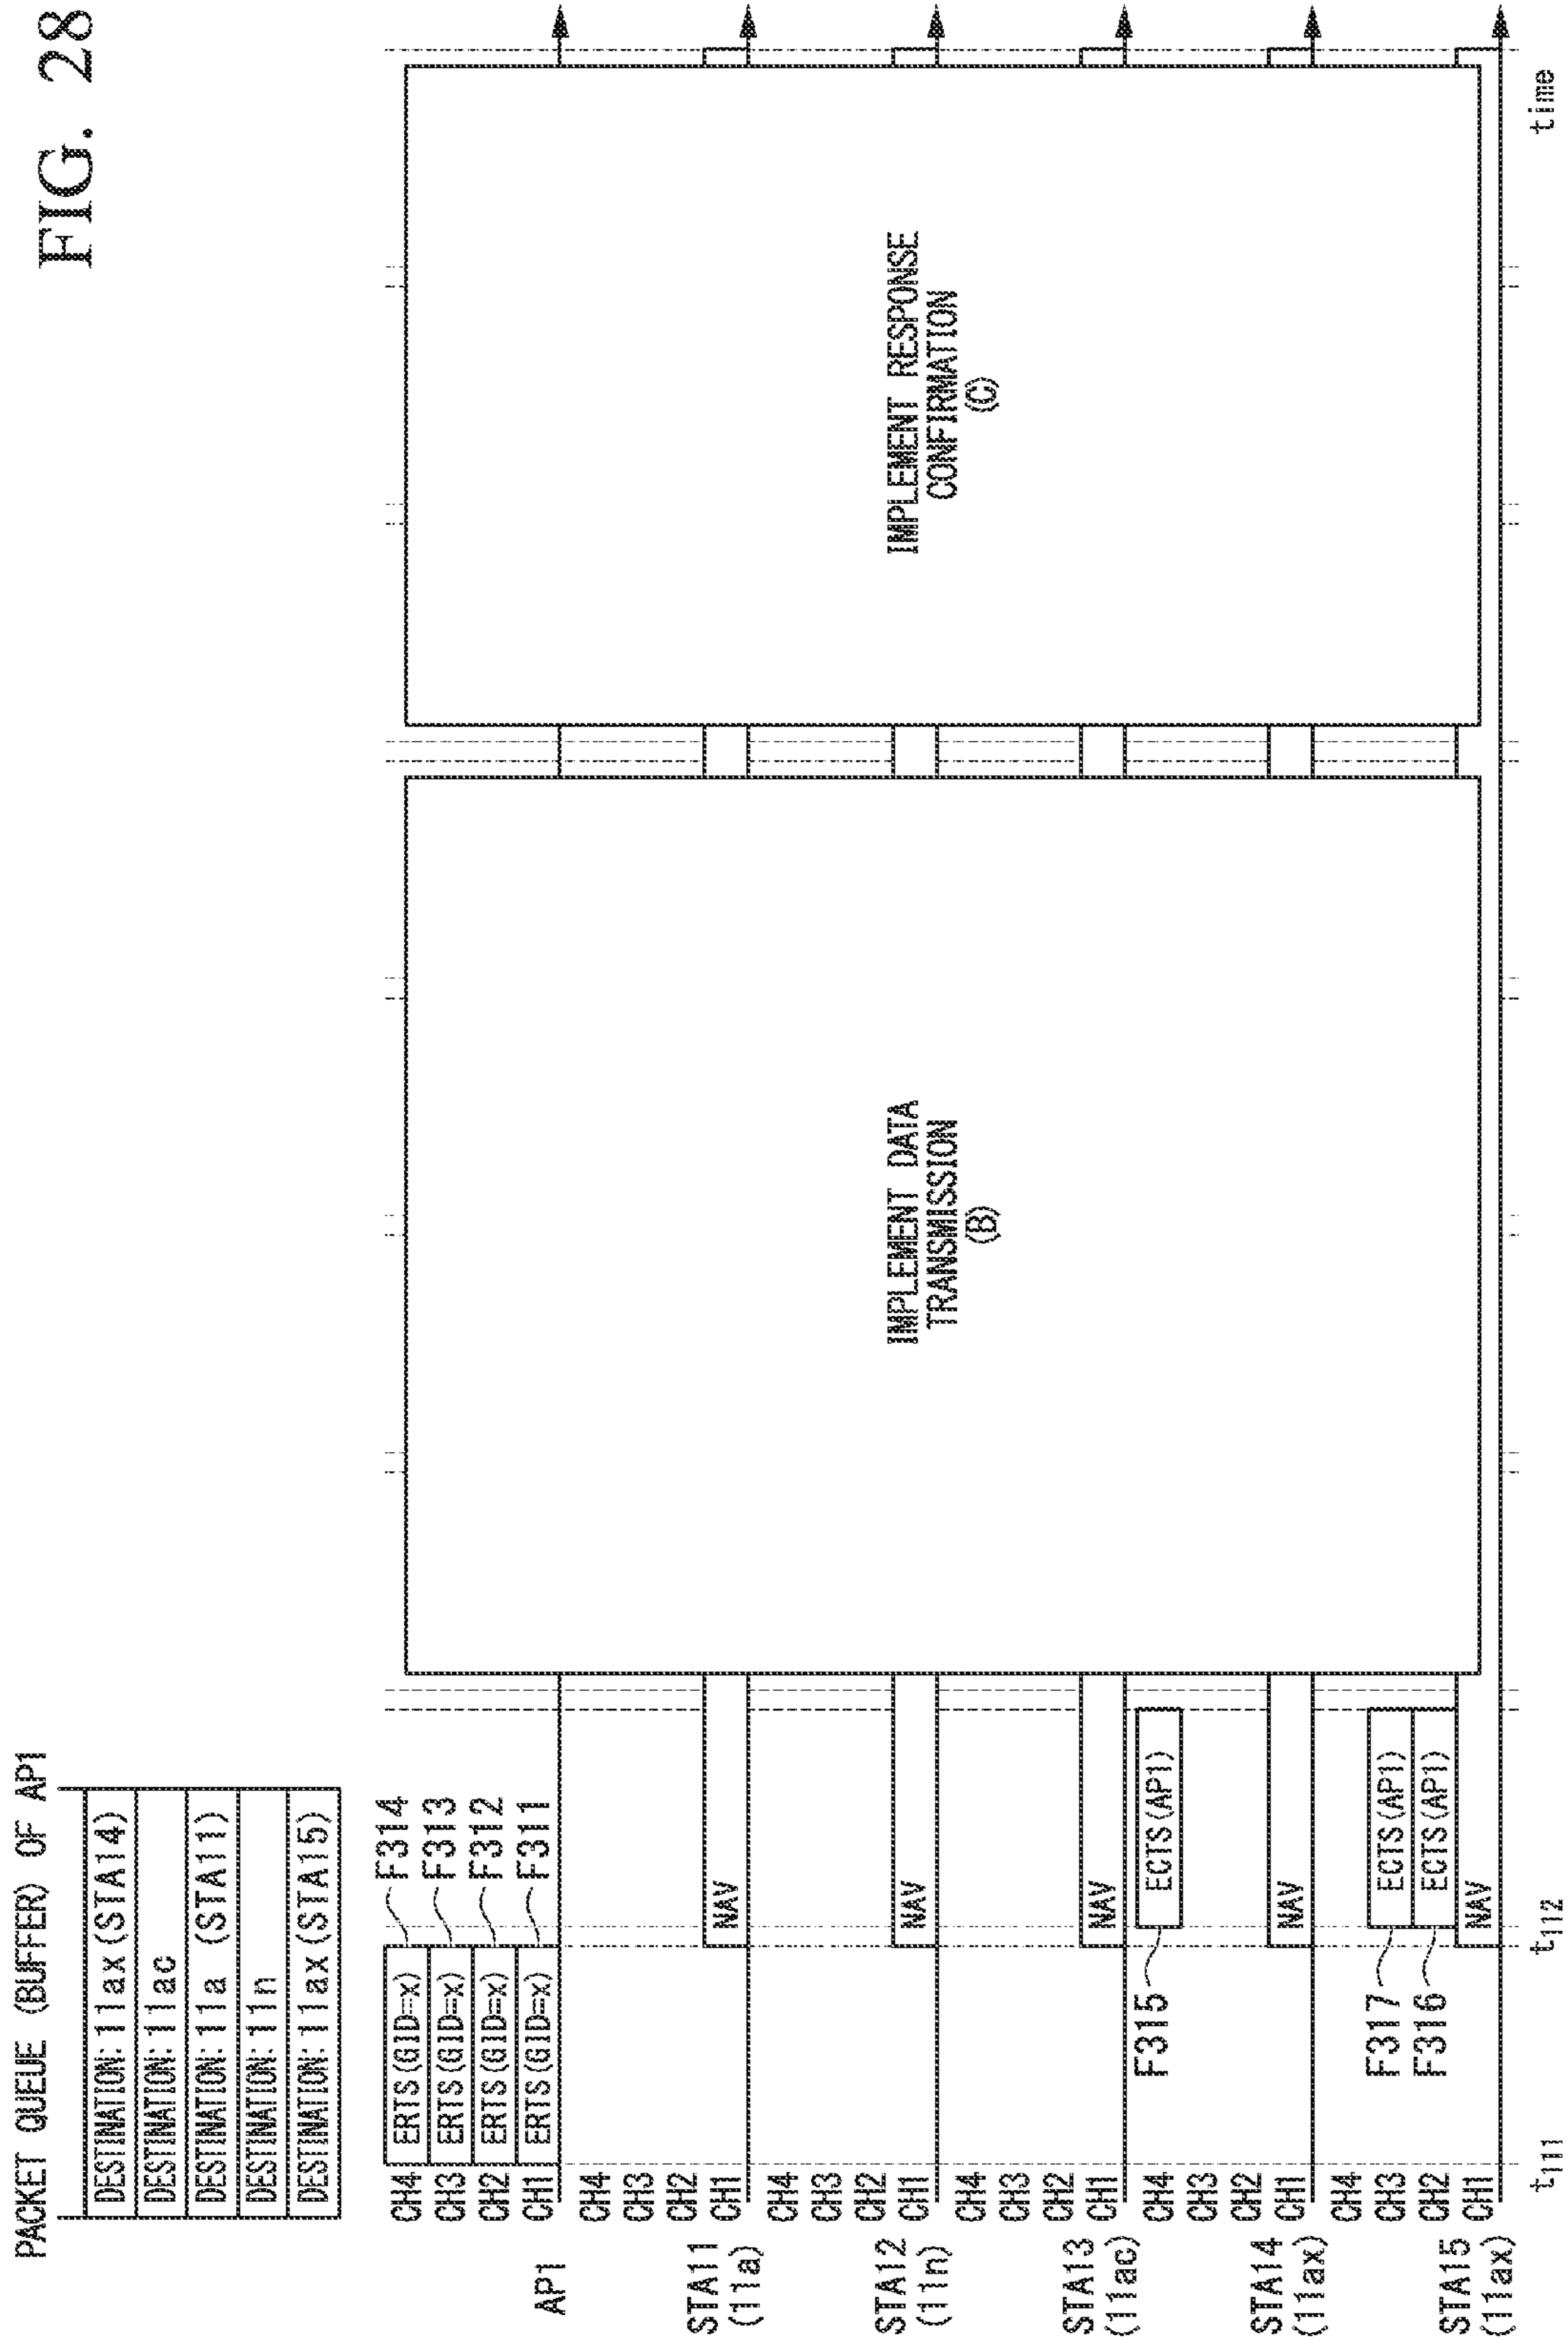 FIG. 28
PACKET QUEUE (BUFFER) OF AP1
DESTINATION:11ax(STA14)
DESTINATION:11ac
DESTINATION:11a (STA11)
DESTINATION:11n
DESTINATION:11ax(STA15)
AP1
CH4 ERTS(GID=x) F314
CH3 ERTS(GID=x) F313
CH2 ERTS(GID=x) F312
CH1 ERTS(GID=x) F311
STA11
(11a)
CH4
CH3
CH2
CH1 NAV
STA12
(11n)
CH4
CH3
CH2
CH1 NAV
STA13
(11ac)
CH4
CH3
CH2
CH1 NAV
STA14
(11ax)
CH4 F315 ECTS(AP1)
CH3
CH2
CH1 NAV
STA15
(11ax)
CH4
CH3 F317 ECTS(AP1)
CH2 F316 ECTS(AP1)
CH1 NAV
IMPLEMENT DATA
TRANSMISSION
(B)
IMPLEMENT RESPONSE
CONFIRMATION
(C)
t111
t112
time